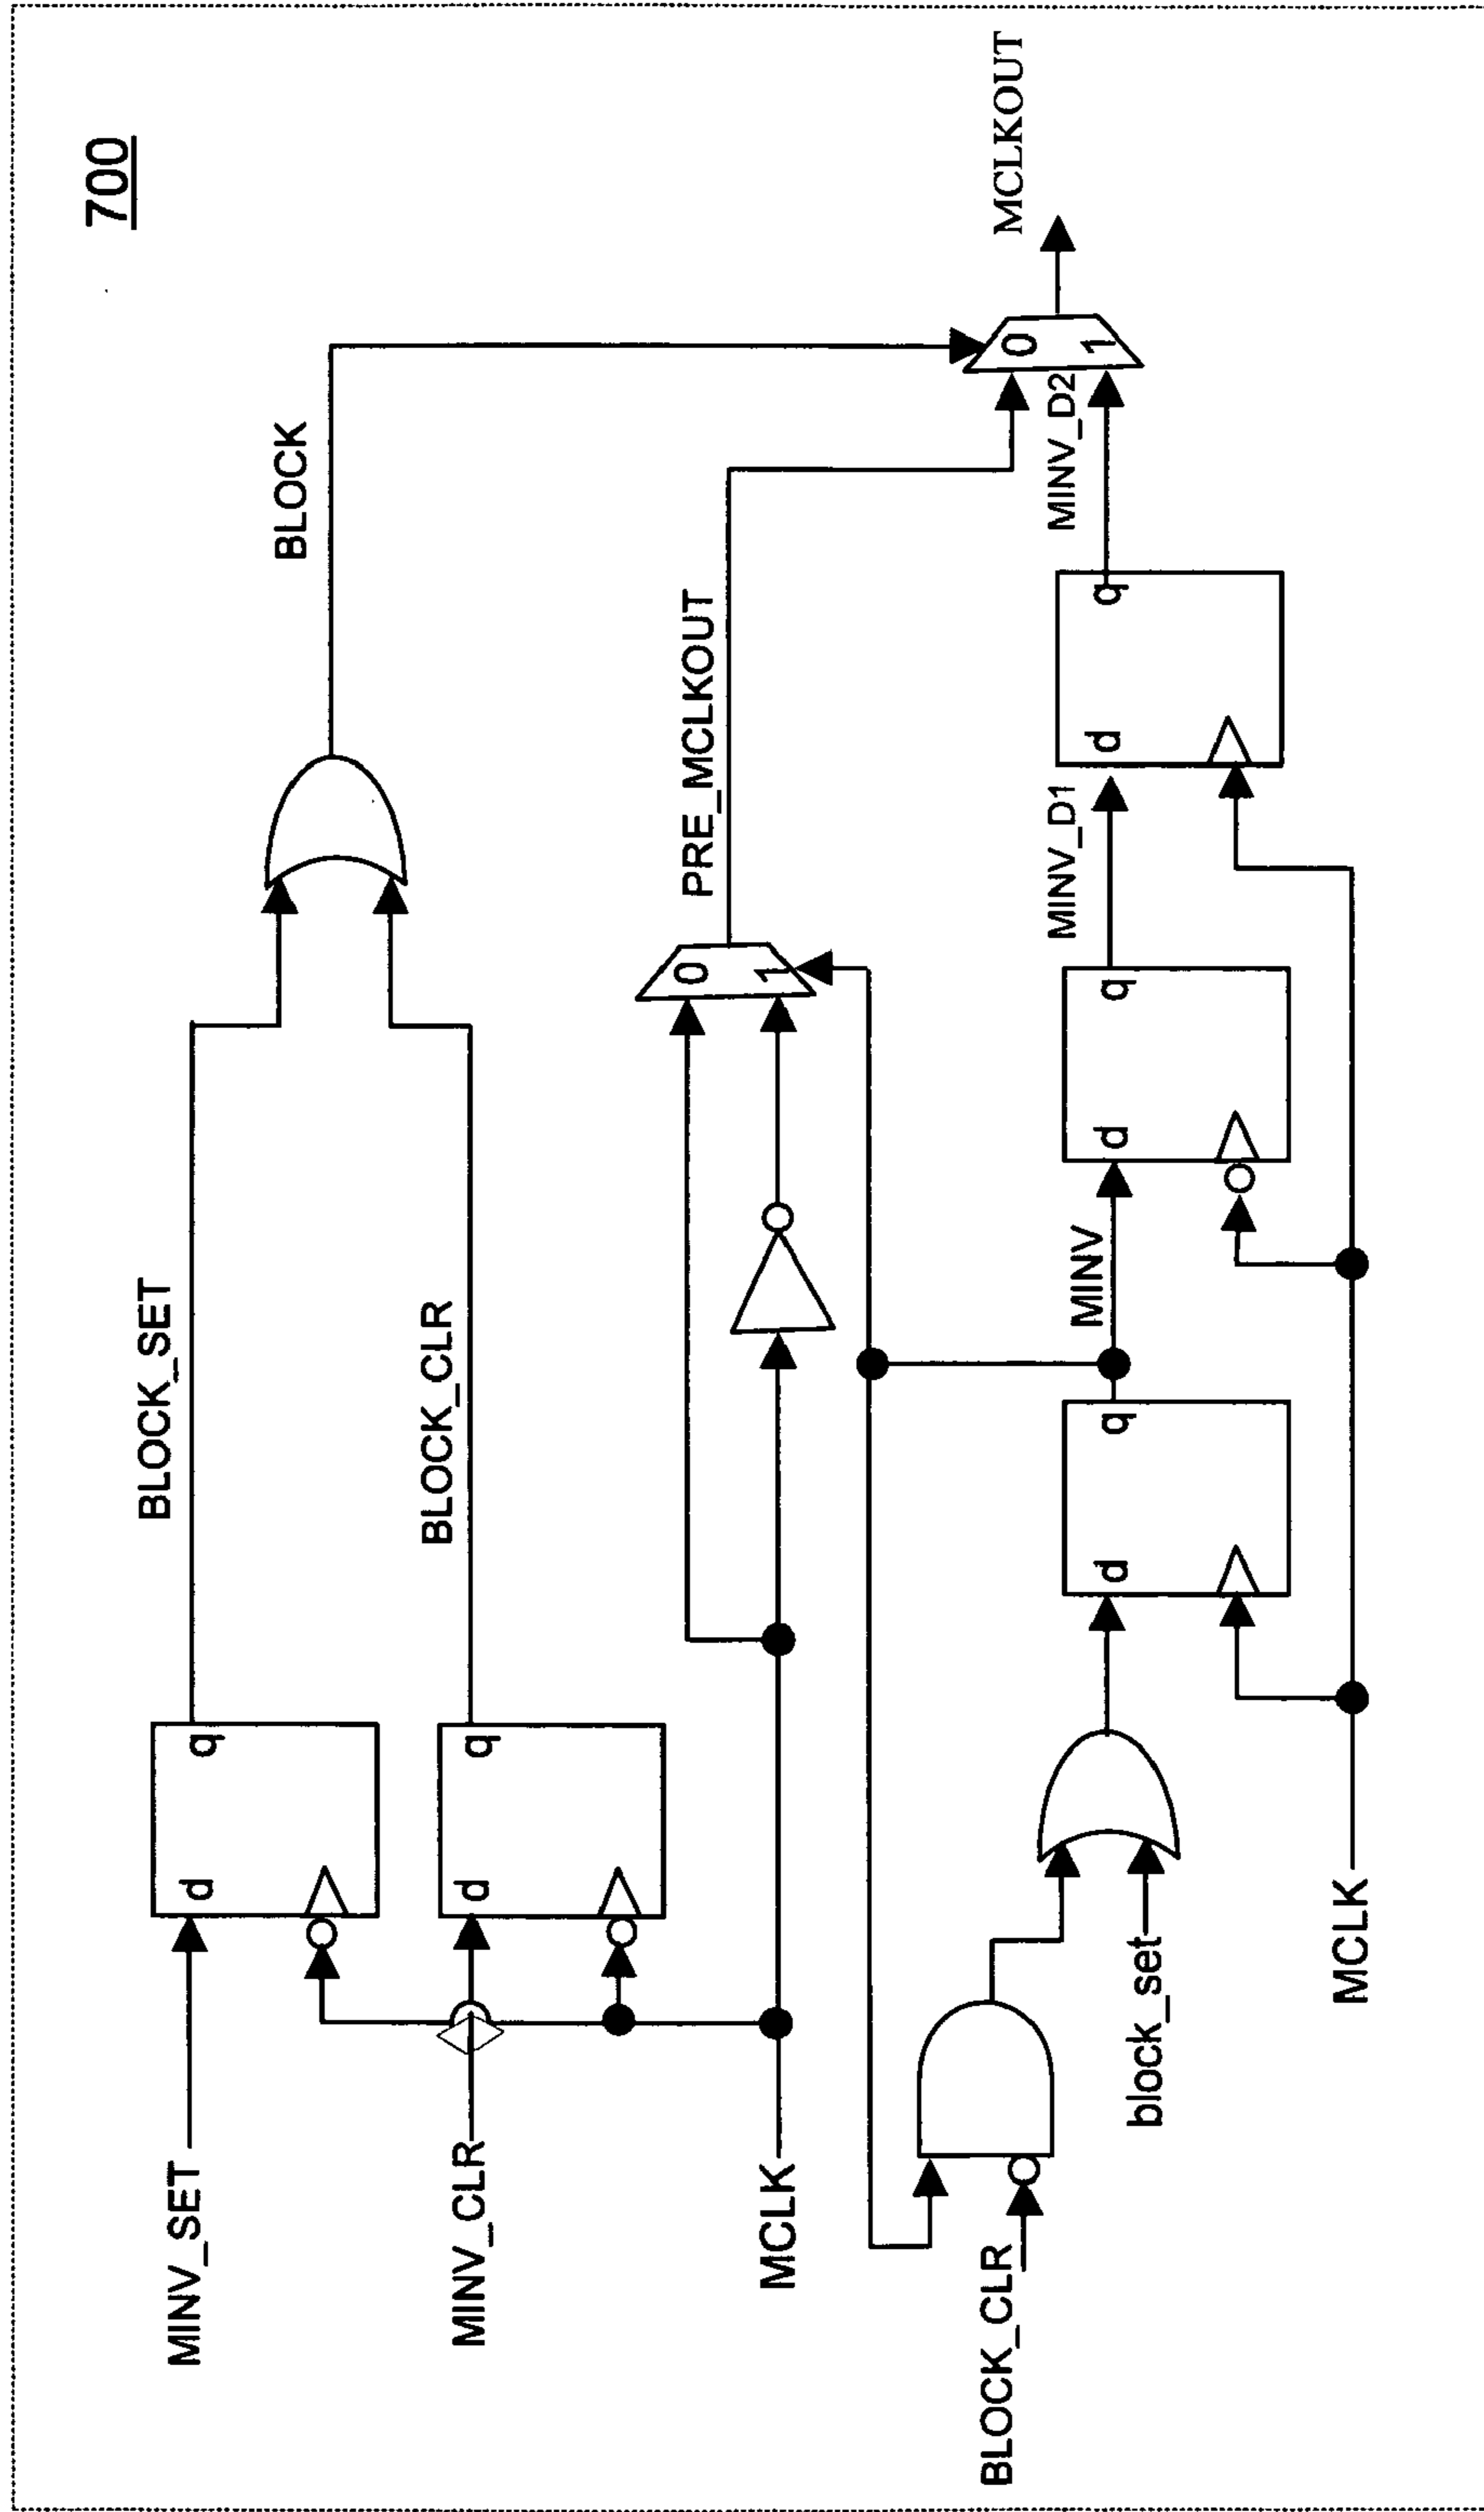 700
MINV_SET
d
q
BLOCK_SET
BLOCK
MINV_CLR
d
q
BLOCK_CLR
MCLK
0
1
PRE_MCLKOUT
0
1
MCLKOUT
BLOCK_CLR
block_set
d
q
MINV
d
q
MINV_D1
d
q
MINV_D2
MCLK